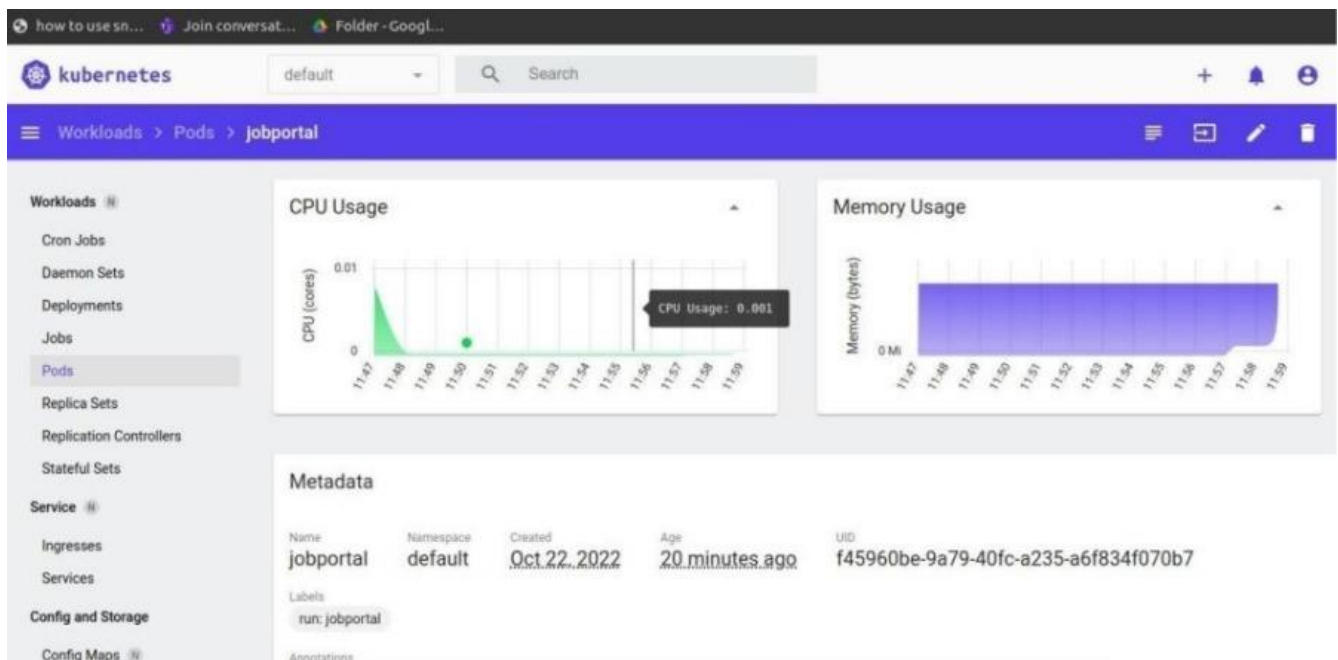 how to use sn... Join conversat... Folder - Googl...
kubernetes default Search
Workloads > Pods > jobportal
Workloads N
Cron Jobs
Daemon Sets
Deployments
Jobs
Pods
Replica Sets
Replication Controllers
Stateful Sets
Service N
Ingresses
Services
Config and Storage
Config Maps N
CPU Usage
CPU (cores)
0.01
0
CPU Usage: 0.001
11:47 11:48 11:49 11:50 11:51 11:52 11:53 11:54 11:55 11:56 11:57 11:58 11:59
Memory Usage
Memory (bytes)
0 Mi
11:47 11:48 11:49 11:50 11:51 11:52 11:53 11:54 11:55 11:56 11:57 11:58 11:59
Metadata
Name Namespace Created Age UID
jobportal default Oct 22, 2022 20 minutes ago f45960be-9a79-40fc-a235-a6f834f070b7
Labels
run: jobportal
Annotations